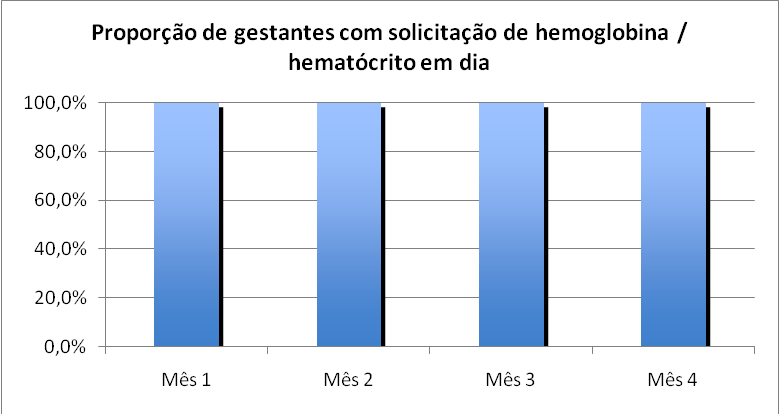 Proporção de gestantes com solicitação de hemoglobina /
hematócrito em dia
100,0%
80,0%
60,0%
40,0%
20,0%
0,0%
Mês 1 Mês 2 Mês 3 Mês 4